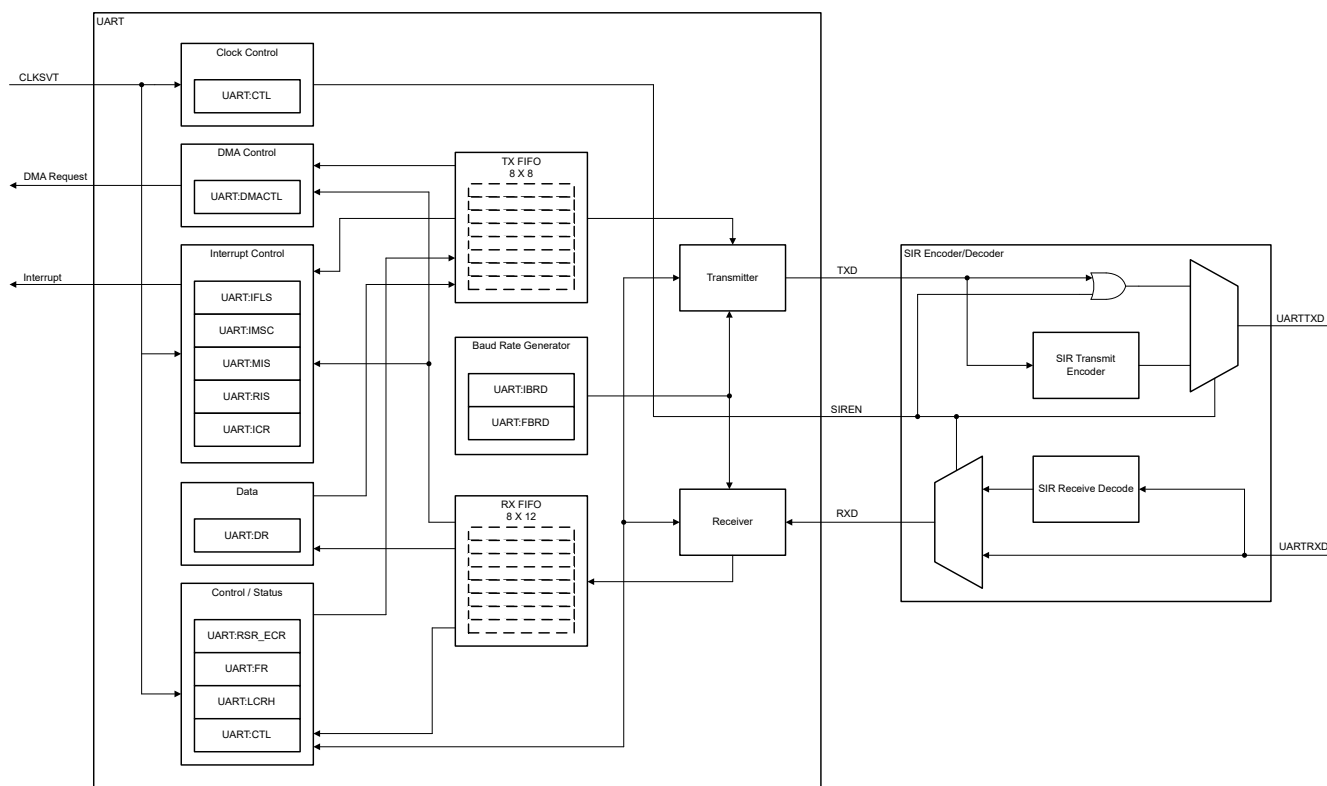 UART
Clock Control
CLKSVT
UART:CTL
DMA Control
DMA Request
UART:DMACTL
TX FIFO
8 X 8
Interrupt Control
Interrupt
UART:IFLS
UART:IMSC
UART:MIS
UART:RIS
UART:ICR
Transmitter
TXD
SIR Encoder/Decoder
UARTTXD
SIR Transmit
Encoder
Baud Rate Generator
UART:IBRD
UART:FBRD
SIREN
Data
UART:DR
RX FIFO
8 X 12
Receiver
RXD
SIR Receive Decode
UARTRXD
Control / Status
UART:RSR_ECR
UART:FR
UART:LCRH
UART:CTL